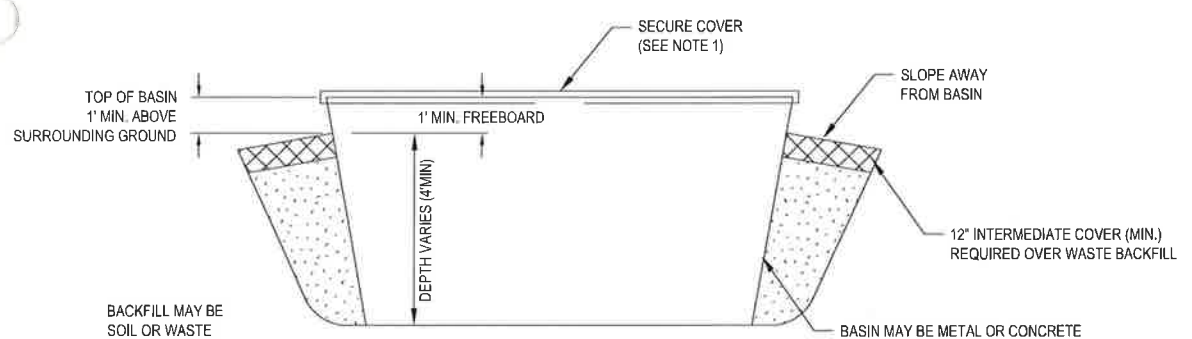 SECURE COVER
(SEE NOTE 1)
SLOPE AWAY
FROM BASIN
TOP OF BASIN
1' MIN. ABOVE
SURROUNDING GROUND
1' MIN. FREEBOARD
DEPTH VARIES (4'MIN)
12" INTERMEDIATE COVER (MIN.)
REQUIRED OVER WASTE BACKFILL
BACKFILL MAY BE
SOIL OR WASTE
BASIN MAY BE METAL OR CONCRETE